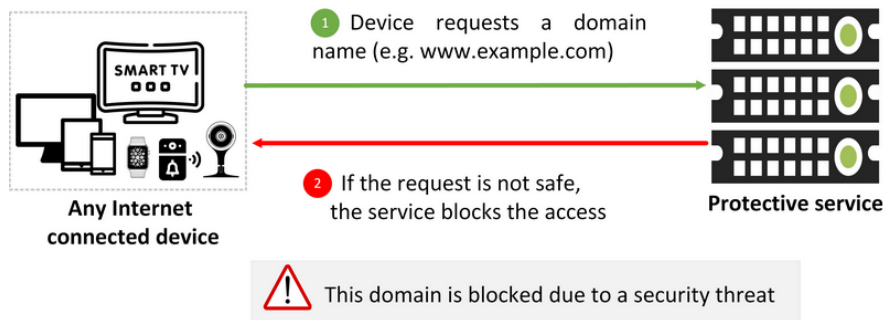 SMART TV
1 Device requests a domain
name (e.g. www.example.com)
2 If the request is not safe,
the service blocks the access
Any Internet
connected device
Protective service
This domain is blocked due to a security threat